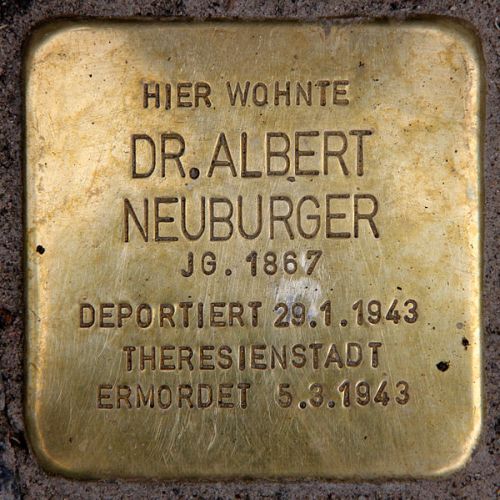 HIER WOHNTE
DR. ALBERT
NEUBURGER
JG. 1867
DEPORTIERT 29.1.1943
THERESIENSTADT
ERMORDET 5.3.1943